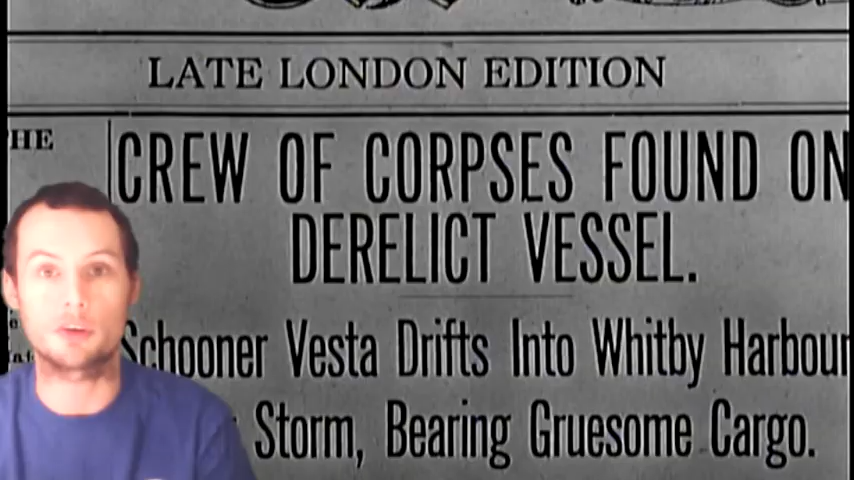 LATE LONDON EDITION
HE
CREW OF CORPSES FOUND ON
DERELICT VESSEL.
Schooner Vesta Drifts Into Whitby Harbour
Storm, Bearing Gruesome Cargo.